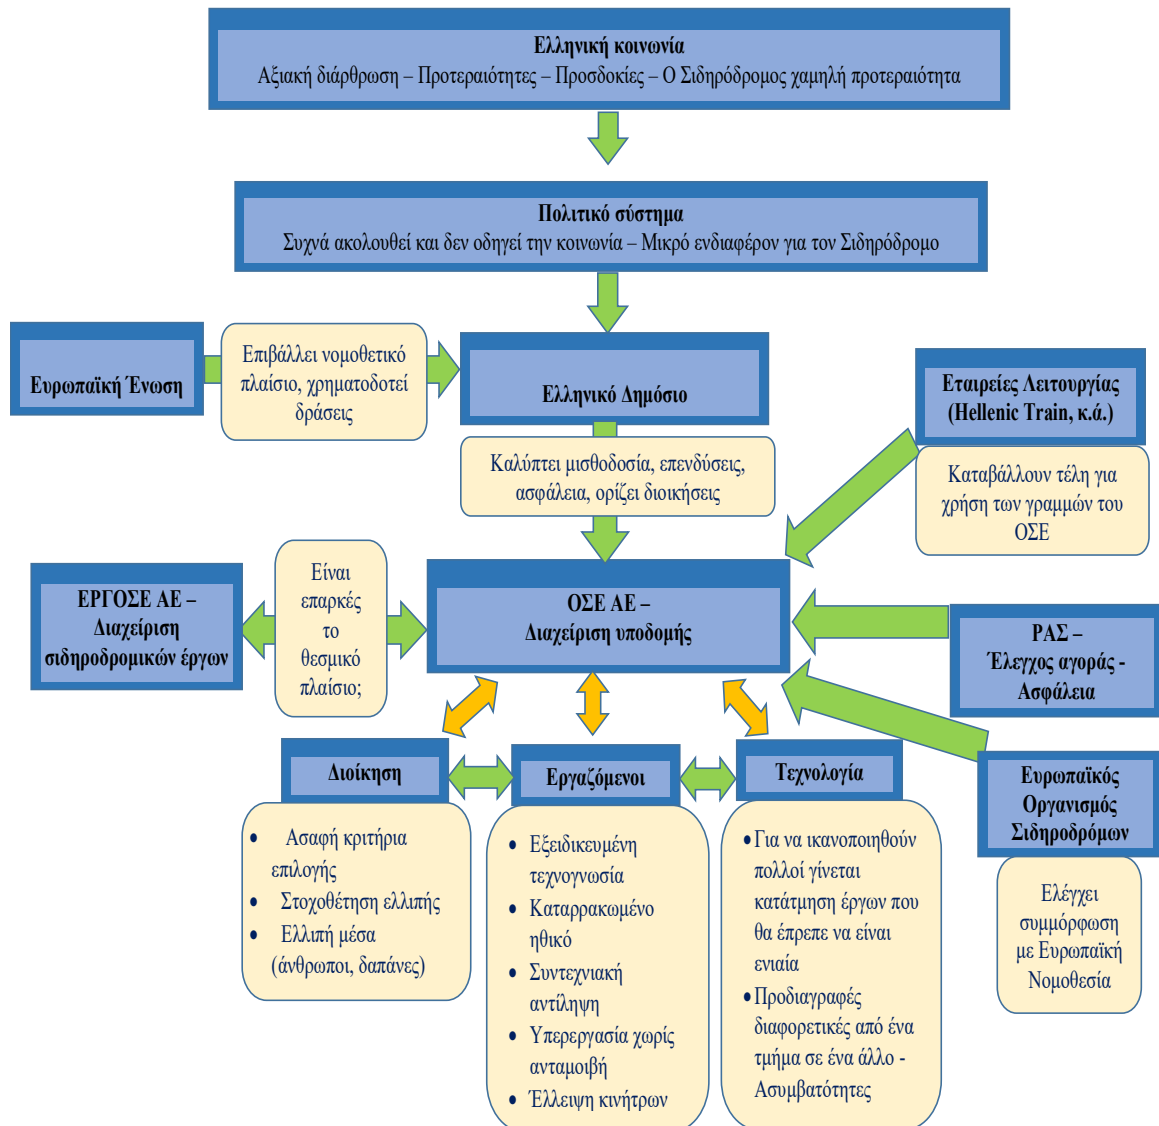 Ελληνική κοινωνία
Αξιακή διάρθρωση – Προτεραιότητες – Προσδοκίες – Ο Σιδηρόδρομος χαμηλή προτεραιότητα
Πολιτικό σύστημα
Συχνά ακολουθεί και δεν οδηγεί την κοινωνία – Μικρό ενδιαφέρον για τον Σιδηρόδρομο
Ευρωπαϊκή Ένωση
Επιβάλλει νομοθετικό
πλαίσιο, χρηματοδοτεί
δράσεις
Ελληνικό Δημόσιο
Εταιρείες Λειτουργίας
(Hellenic Train, κ.ά.)
Καλύπτει μισθοδοσία, επενδύσεις,
ασφάλεια, ορίζει διοικήσεις
Καταβάλλουν τέλη για
χρήση των γραμμών του
ΟΣΕ
ΕΡΓΟΣΕ ΑΕ –
Διαχείριση
σιδηροδρομικών έργων
Είναι
επαρκές
το
θεσμικό
πλαίσιο;
ΟΣΕ ΑΕ –
Διαχείριση υποδομής
ΡΑΣ –
Έλεγχος αγοράς -
Ασφάλεια
Διοίκηση
Εργαζόμενοι
Τεχνολογία
Ευρωπαϊκός
Οργανισμός
Σιδηροδρόμων
• Ασαφή κριτήρια
επιλογής
• Στοχοθέτηση ελλιπής
• Ελλιπή μέσα
(άνθρωποι, δαπάνες)
• Εξειδικευμένη
τεχνογνωσία
• Καταρρακωμένο
ηθικό
• Συντεχνιακή
αντίληψη
• Υπερεργασία χωρίς
ανταμοιβή
• Έλλειψη κινήτρων
• Για να ικανοποιηθούν
πολλοί γίνεται
κατάτμηση έργων που
θα έπρεπε να είναι
ενιαία
• Προδιαγραφές
διαφορετικές από ένα
τμήμα σε ένα άλλο -
Ασυμβατότητες
Ελέγχει
συμμόρφωση
με Ευρωπαϊκή
Νομοθεσία